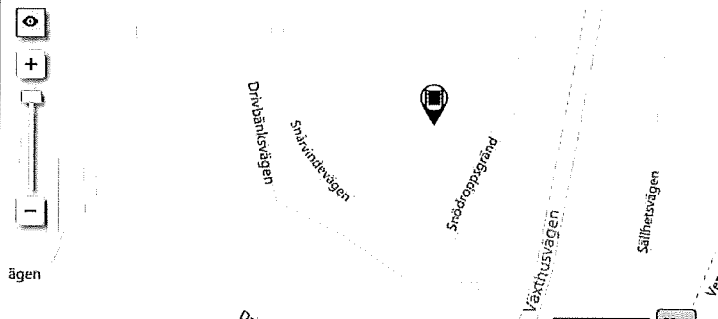 Drivbänksvägen
Snärvindevägen
Snödroppsgränd
Sällhetsvägen
Växthusvägen
ägen